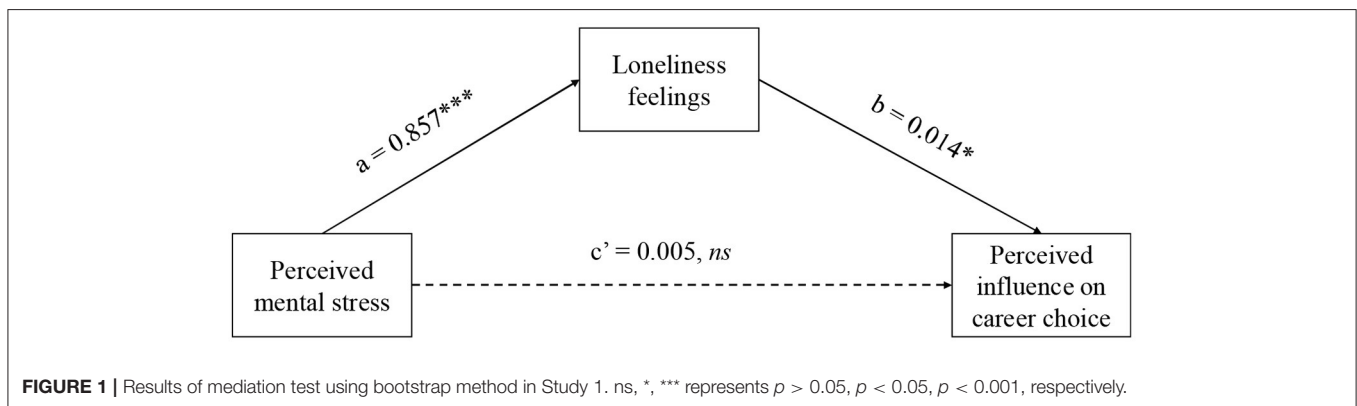 Loneliness
feelings
a = 0.857***
b = 0.014*
c’ = 0.005, ns
Perceived
mental stress
Perceived
influence on
career choice
FIGURE 1 | Results of mediation test using bootstrap method in Study 1. ns, *, *** represents p > 0.05, p < 0.05, p < 0.001, respectively.